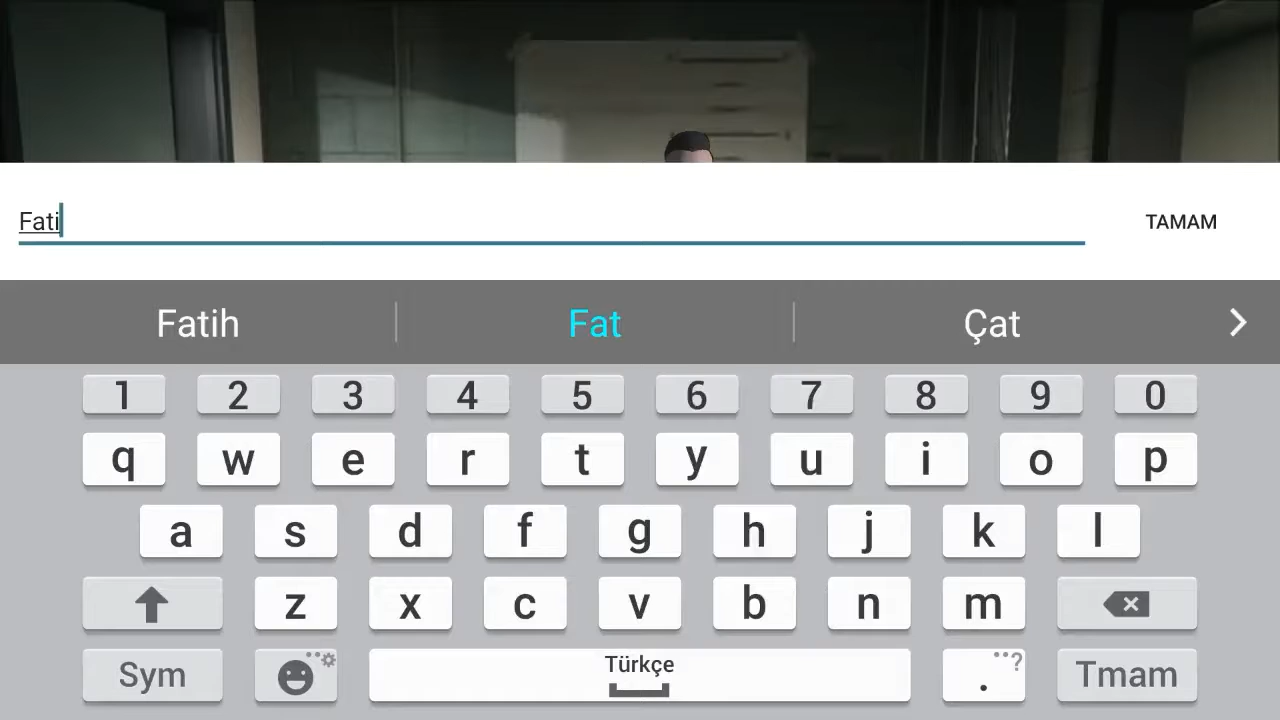 Fati
TAMAM
Fatih Fat Çat
1 2 3 4 5 6 7 8 9 0
q w e r t y u i o p
a s d f g h j k l
z x c v b n m
Sym Türkçe . ? Tmam